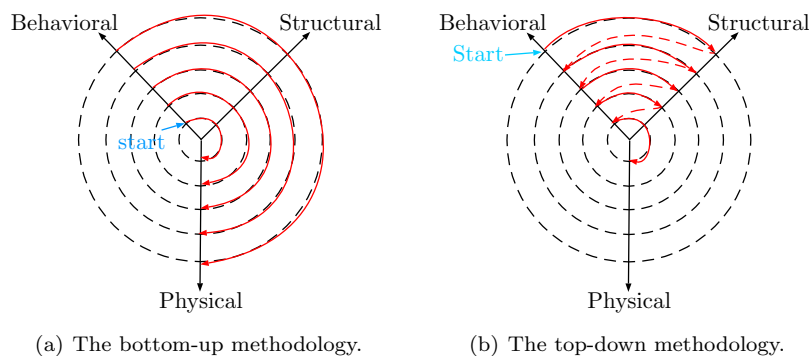 Behavioral
Structural
start
Physical
(a) The bottom-up methodology.
Behavioral
Structural
Start
Physical
(b) The top-down methodology.